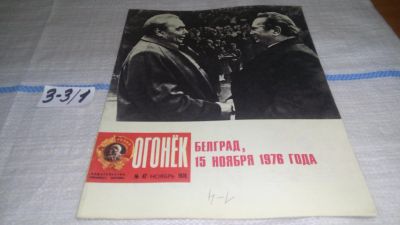 3-3/1
ОГОНЁК
№ 47 НОЯБРЬ 1976
БЕЛГРАД,
15 НОЯБРЯ 1976 ГОДА